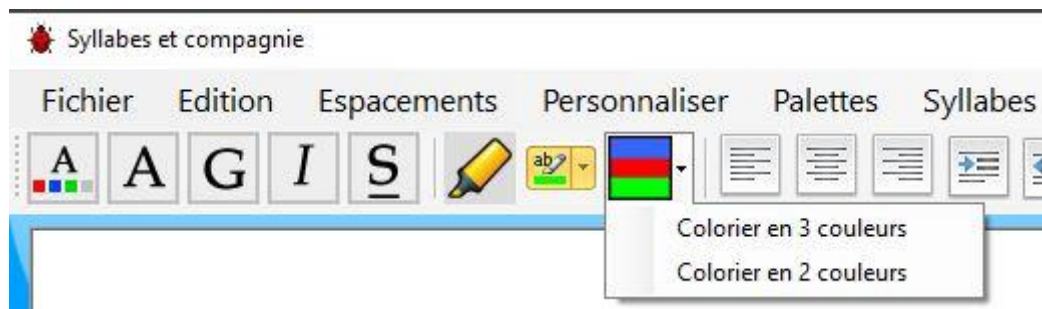 Syllabes et compagnie
Fichier Edition Espacements Personnaliser Palettes Syllabes
A A G I S ab
Colorier en 3 couleurs
Colorier en 2 couleurs